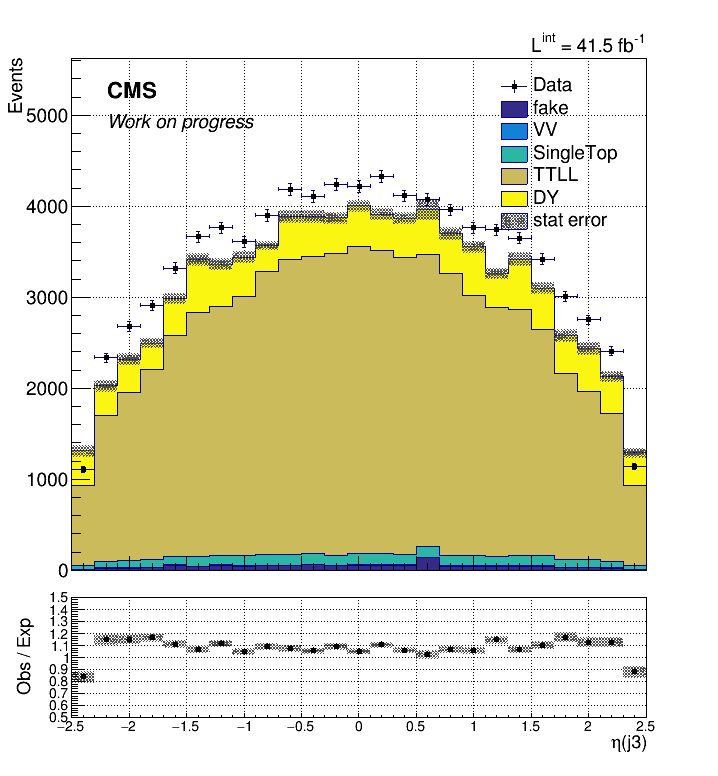 L^int = 41.5 fb^-1
Events
CMS
Work on progress
Data
fake
VV
SingleTop
TTLL
DY
stat error
5000
4000
3000
2000
1000
0
Obs / Exp
1.5
1.4
1.3
1.2
1.1
1
0.9
0.8
0.7
0.6
0.5
−2.5 −2 −1.5 −1 −0.5 0 0.5 1 1.5 2 2.5
η(j3)